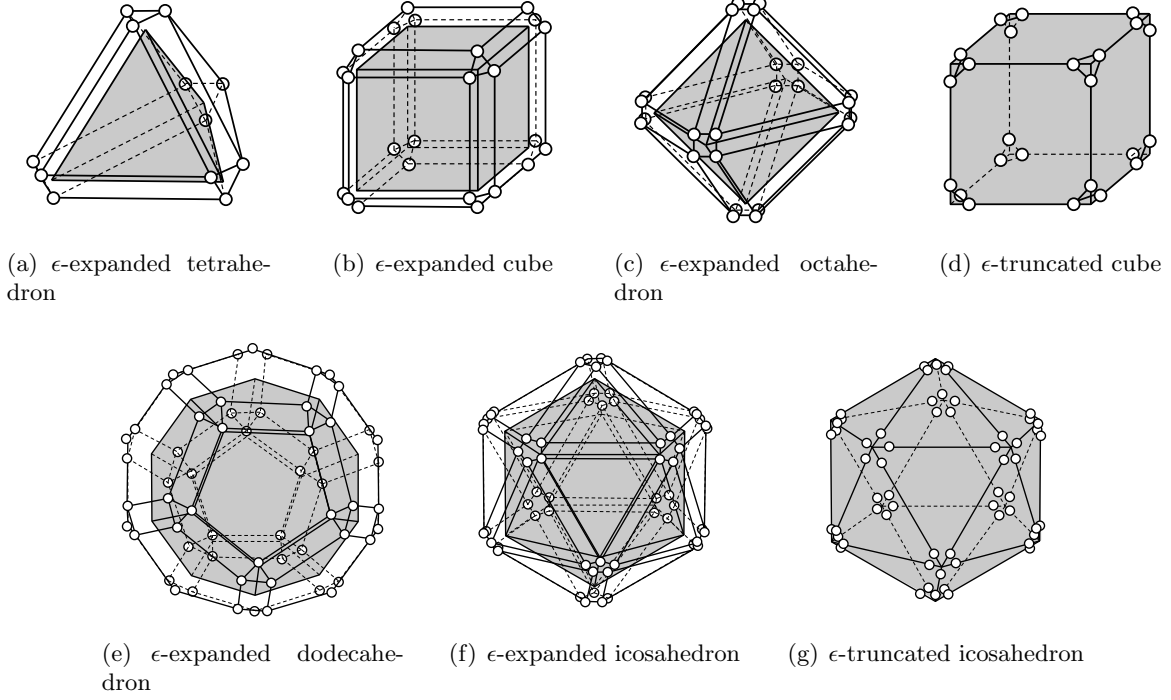 (a) ϵ-expanded tetrahe-
dron
(b) ϵ-expanded cube
(c) ϵ-expanded octahe-
dron
(d) ϵ-truncated cube
(e) ϵ-expanded dodecahe-
dron
(f) ϵ-expanded icosahedron
(g) ϵ-truncated icosahedron